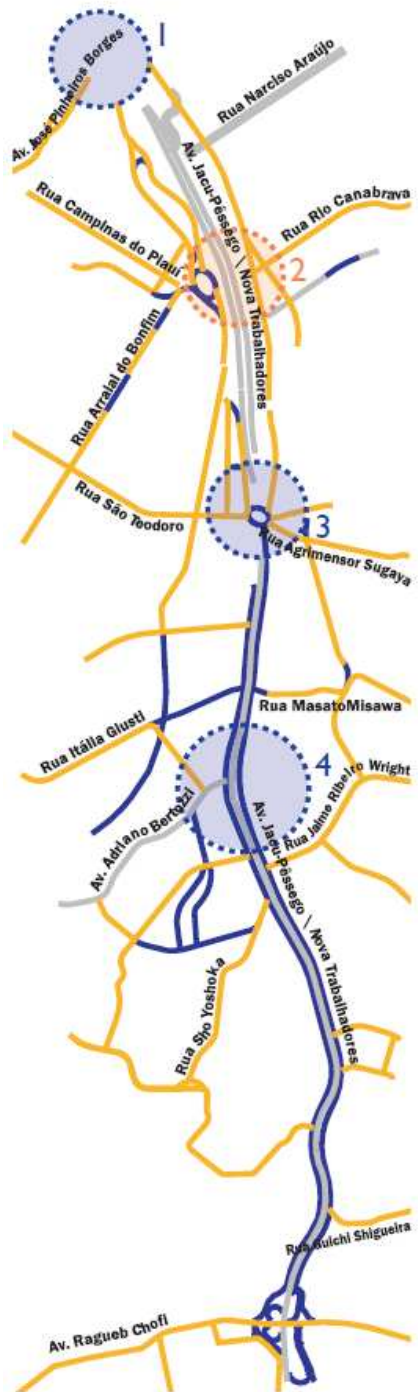 1
Av. José Pinheiros Borges
Rua Narciso Araújo
Av. Jacu-Pêssego \ Nova Trabalhadores
Rua Campinas do Piauí
Rua Rio Canabrava
2
Rua Arraial do Bonfim
Rua São Teodoro
3
Rua Agrimensor Sugaya
Rua MasatoMisawa
Rua Itália Giusti
4
Rua Jaime Ribeiro Wright
Av. Adriano Bertozzi
Av. Jacu-Pêssego \ Nova Trabalhadores
Rua Sho Yoshoka
Rua Guichi Shigueira
Av. Ragueb Chofi